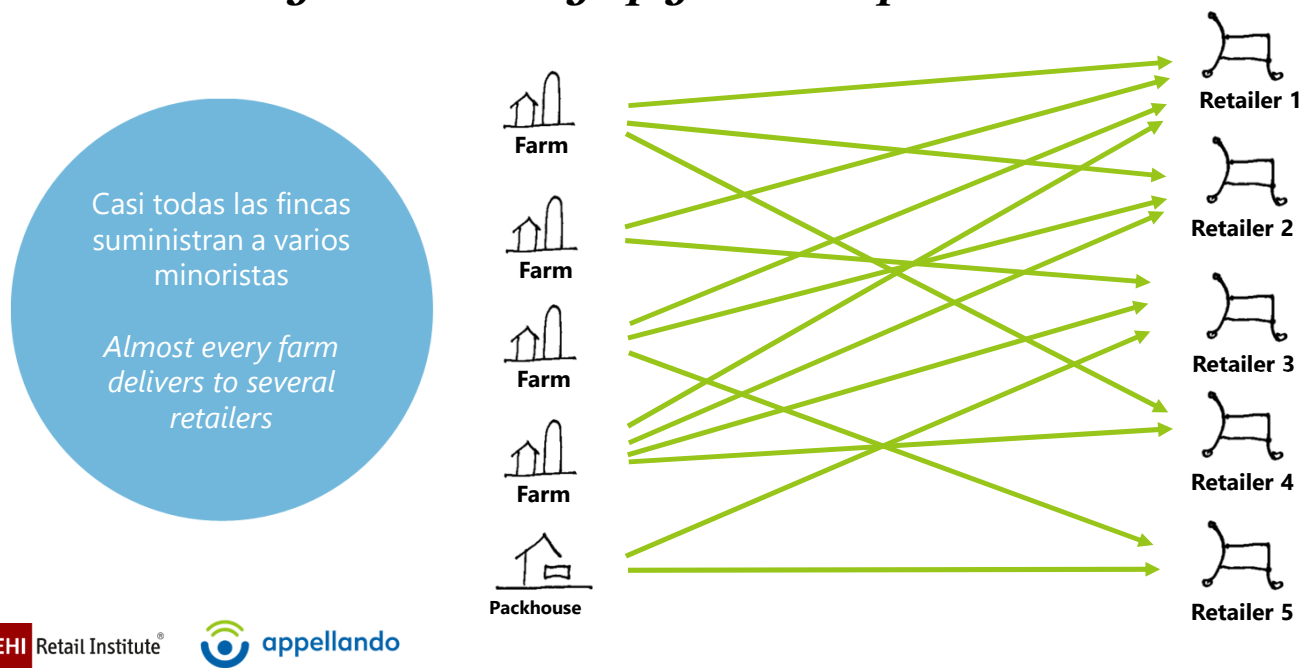 Casi todas las fincas
suministran a varios
minoristas
Almost every farm
delivers to several
retailers
Farm
Farm
Farm
Farm
Packhouse
Retailer 1
Retailer 2
Retailer 3
Retailer 4
Retailer 5
EHI Retail Institute®
appellando